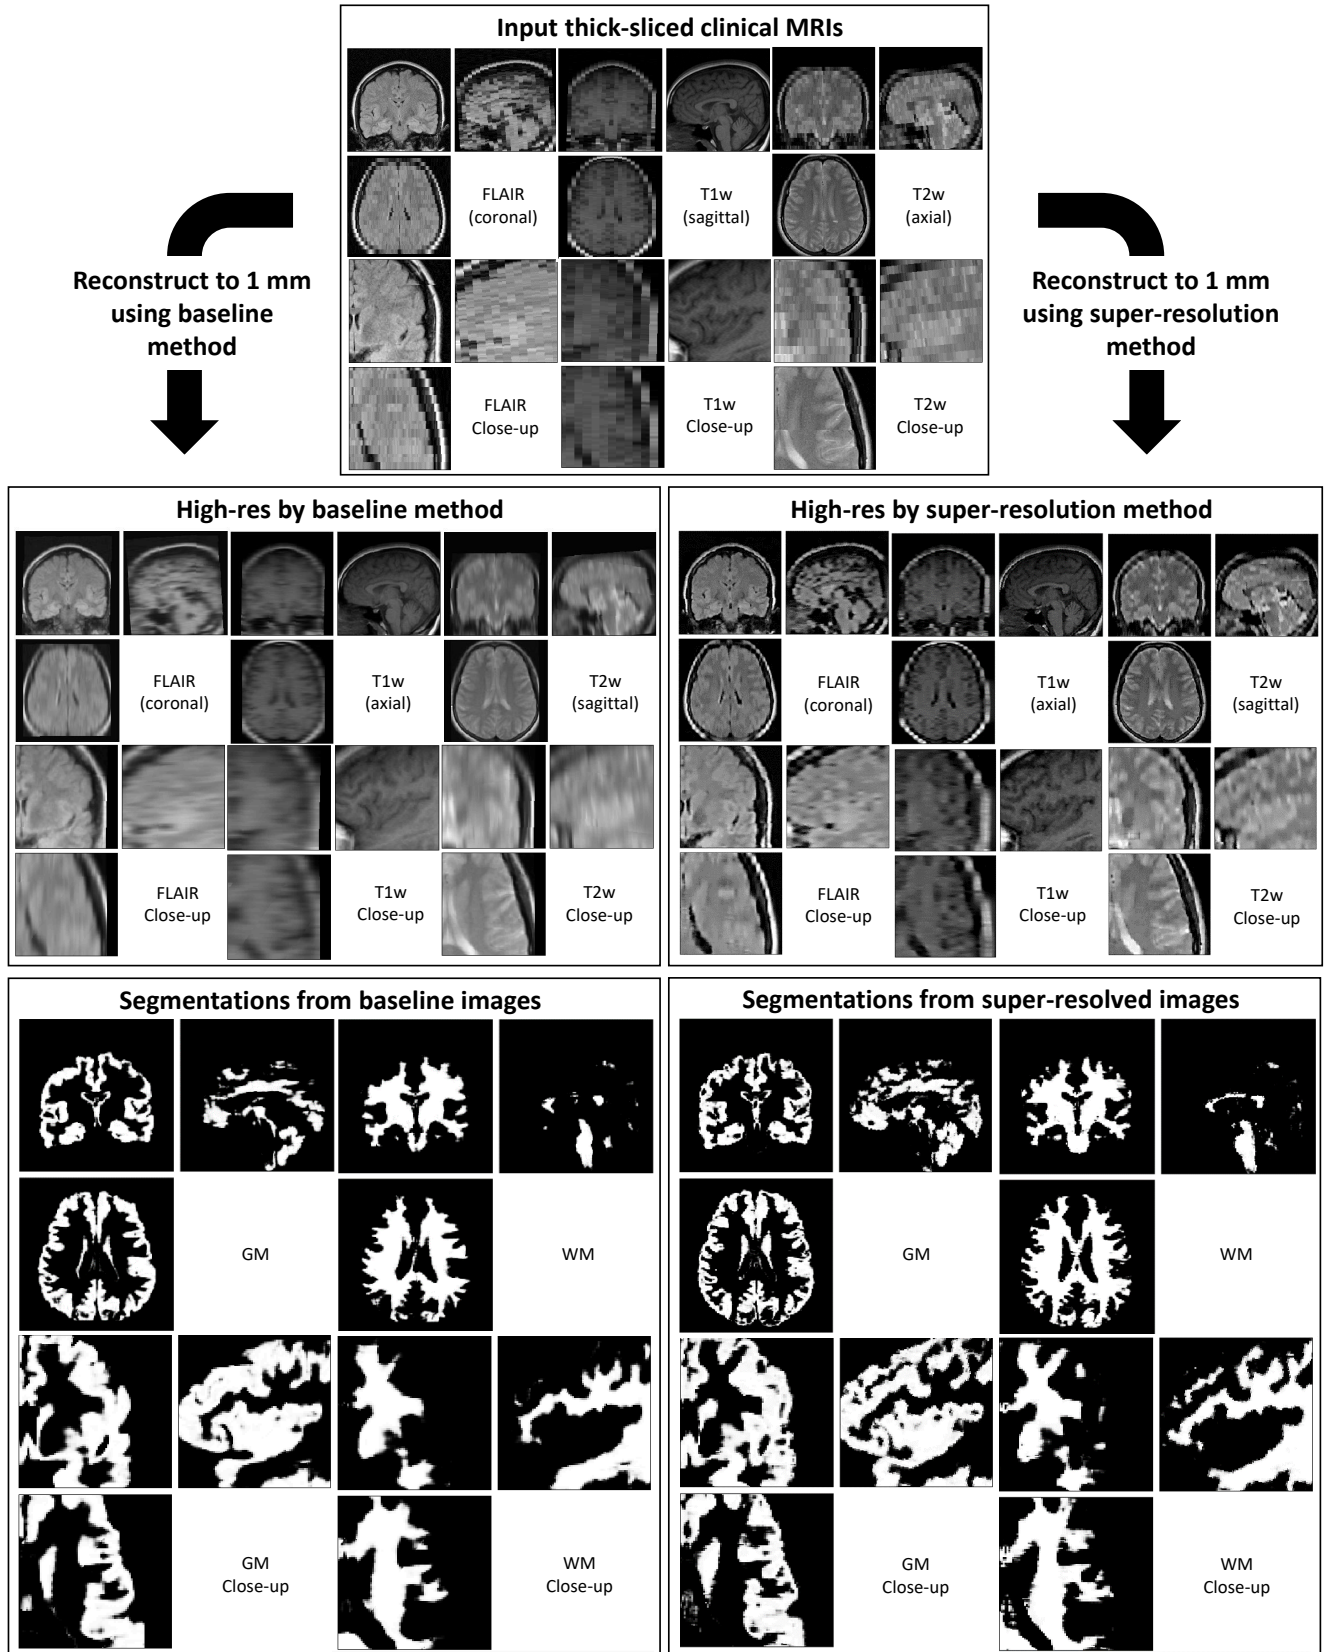 Input thick-sliced clinical MRIs
FLAIR
(coronal)
T1w
(sagittal)
T2w
(axial)
FLAIR
Close-up
T1w
Close-up
T2w
Close-up
Reconstruct to 1 mm
using baseline
method
Reconstruct to 1 mm
using super-resolution
method
High-res by baseline method
FLAIR
(coronal)
T1w
(axial)
T2w
(sagittal)
FLAIR
Close-up
T1w
Close-up
T2w
Close-up
High-res by super-resolution method
FLAIR
(coronal)
T1w
(axial)
T2w
(sagittal)
FLAIR
Close-up
T1w
Close-up
T2w
Close-up
Segmentations from baseline images
GM
WM
GM
Close-up
WM
Close-up
Segmentations from super-resolved images
GM
WM
GM
Close-up
WM
Close-up